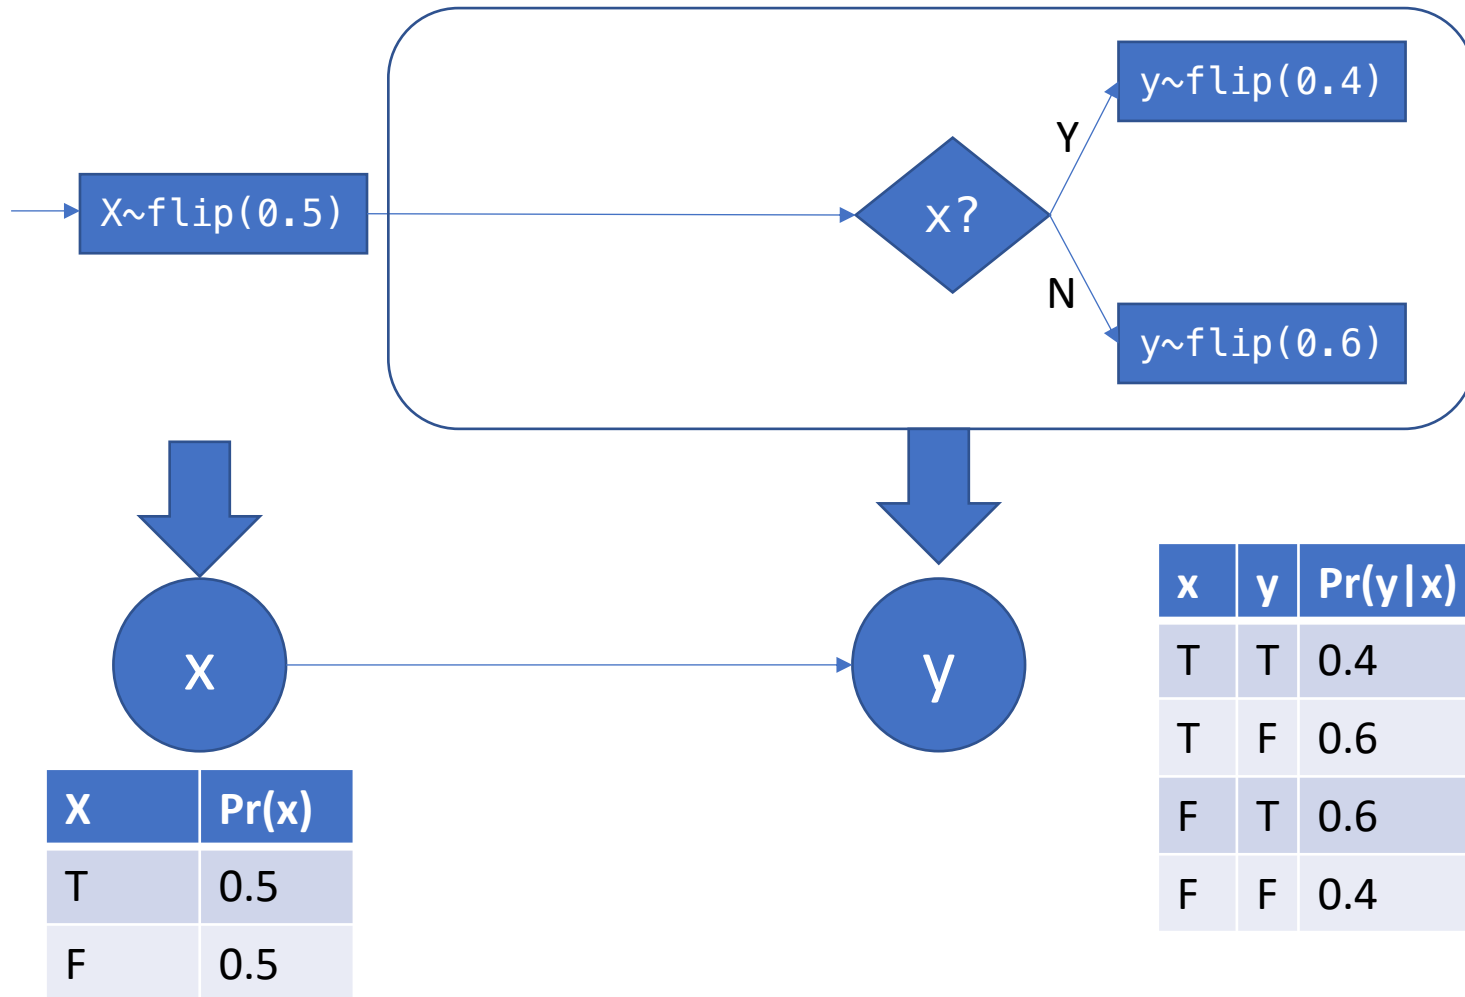 y~flip(0.4)
Y
X~flip(0.5)
x?
N
y~flip(0.6)
x
y
x y Pr(y|x)
T T 0.4
T F 0.6
F T 0.6
F F 0.4
X Pr(x)
T 0.5
F 0.5